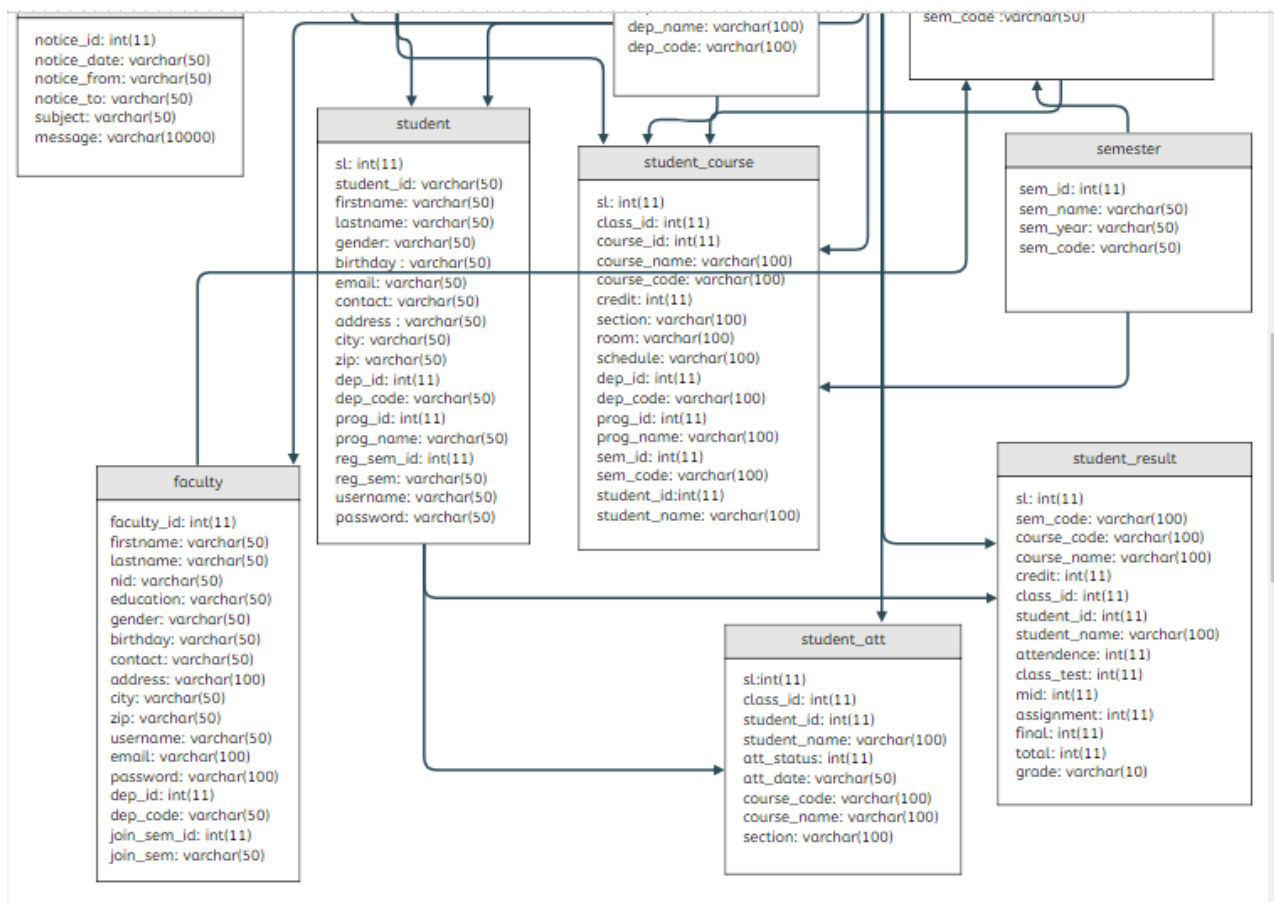 notice_id: int(11)
notice_date: varchar(50)
notice_from: varchar(50)
notice_to: varchar(50)
subject: varchar(50)
message: varchar(10000)
dep_name: varchar(100)
dep_code: varchar(100)
sem_code :varchar(50)
student
sl: int(11)
student_id: varchar(50)
firstname: varchar(50)
lastname: varchar(50)
gender: varchar(50)
birthday : varchar(50)
email: varchar(50)
contact: varchar(50)
address : varchar(50)
city: varchar(50)
zip: varchar(50)
dep_id: int(11)
dep_code: varchar(50)
prog_id: int(11)
prog_name: varchar(50)
reg_sem_id: int(11)
reg_sem: varchar(50)
username: varchar(50)
password: varchar(50)
student_course
sl: int(11)
class_id: int(11)
course_id: int(11)
course_name: varchar(100)
course_code: varchar(100)
credit: int(11)
section: varchar(100)
room: varchar(100)
schedule: varchar(100)
dep_id: int(11)
dep_code: varchar(100)
prog_id: int(11)
prog_name: varchar(100)
sem_id: int(11)
sem_code: varchar(100)
student_id:int(11)
student_name: varchar(100)
semester
sem_id: int(11)
sem_name: varchar(50)
sem_year: varchar(50)
sem_code: varchar(50)
faculty
faculty_id: int(11)
firstname: varchar(50)
lastname: varchar(50)
nid: varchar(50)
education: varchar(50)
gender: varchar(50)
birthday: varchar(50)
contact: varchar(50)
address: varchar(100)
city: varchar(50)
zip: varchar(50)
username: varchar(50)
email: varchar(100)
password: varchar(100)
dep_id: int(11)
dep_code: varchar(50)
join_sem_id: int(11)
join_sem: varchar(50)
student_att
sl:int(11)
class_id: int(11)
student_id: int(11)
student_name: varchar(100)
att_status: int(11)
att_date: varchar(50)
course_code: varchar(100)
course_name: varchar(100)
section: varchar(100)
student_result
sl: int(11)
sem_code: varchar(100)
course_code: varchar(100)
course_name: varchar(100)
credit: int(11)
class_id: int(11)
student_id: int(11)
student_name: varchar(100)
attendence: int(11)
class_test: int(11)
mid: int(11)
assignment: int(11)
final: int(11)
total: int(11)
grade: varchar(10)